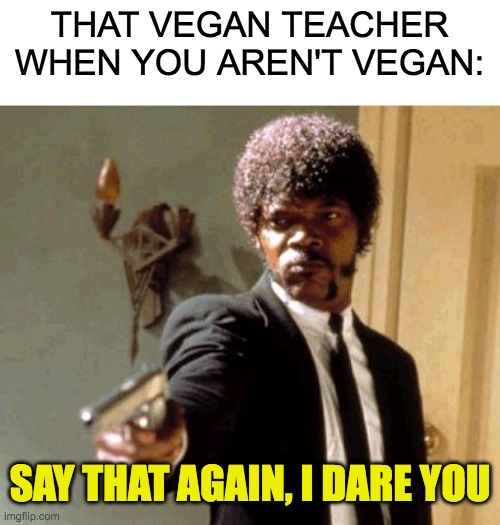 THAT VEGAN TEACHER
WHEN YOU AREN'T VEGAN:
SAY THAT AGAIN, I DARE YOU
imgflip.com